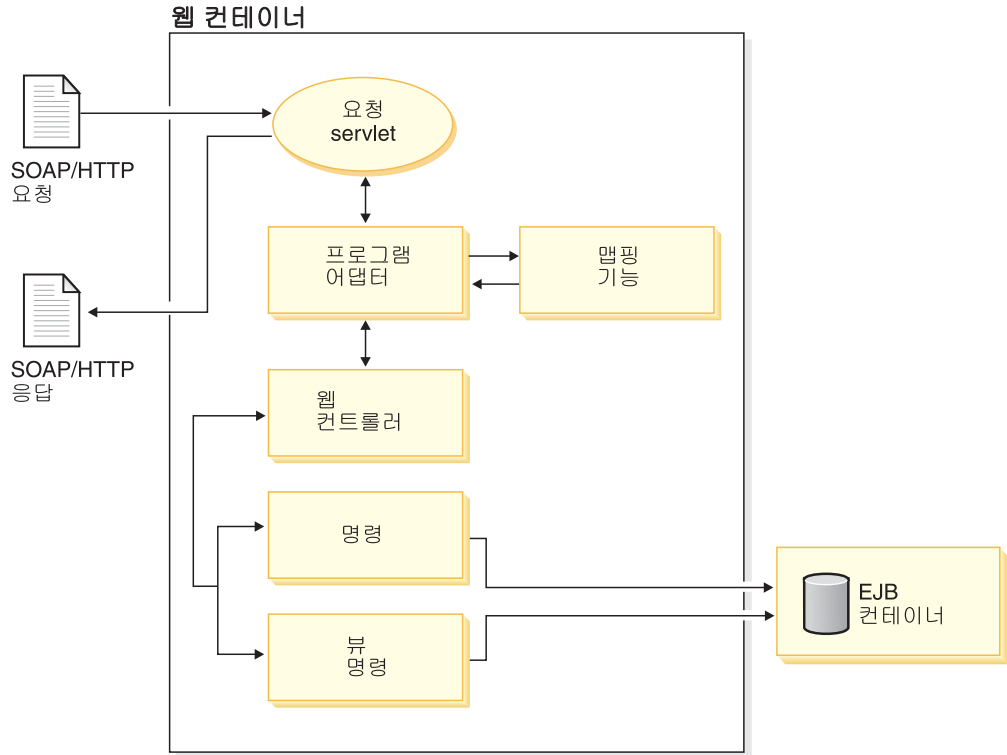 웹 컨테이너
요청
servlet
SOAP/HTTP
요청
프로그램
어댑터
맵핑
기능
SOAP/HTTP
응답
웹
컨트롤러
명령
EJB
컨테이너
뷰
명령